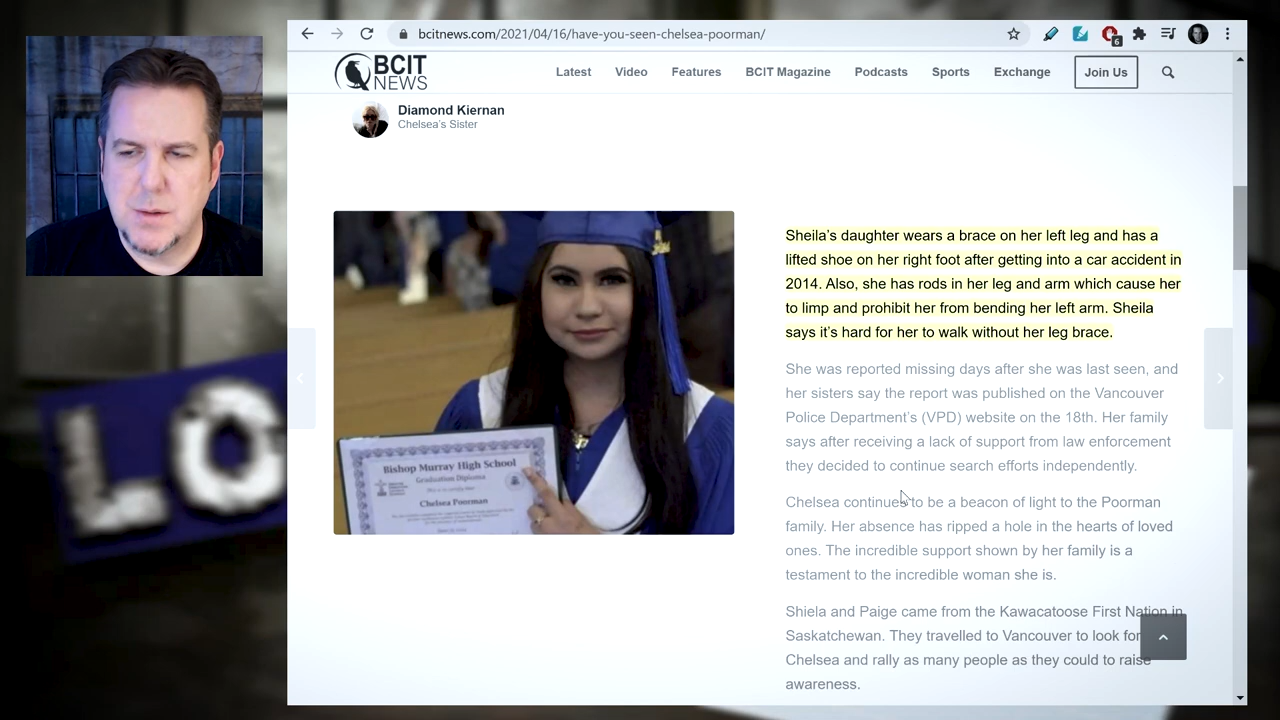 bcitnews.com/2021/04/16/have-you-seen-chelsea-poorman/
6
BCIT
NEWS
Latest
Video
Features
BCIT Magazine
Podcasts
Sports
Exchange
Join Us
Diamond Kiernan
Chelsea's Sister
Bishop Murray High School
Graduation Diploma
Chelsea Poorman
Sheila's daughter wears a brace on her left leg and has a
lifted shoe on her right foot after getting into a car accident in
2014. Also, she has rods in her leg and arm which cause her
to limp and prohibit her from bending her left arm. Sheila
says it's hard for her to walk without her leg brace.
She was reported missing days after she was last seen, and
her sisters say the report was published on the Vancouver
Police Department's (VPD) website on the 18th. Her family
says after receiving a lack of support from law enforcement
they decided to continue search efforts independently.
Chelsea continues to be a beacon of light to the Poorman
family. Her absence has ripped a hole in the hearts of loved
ones. The incredible support shown by her family is a
testament to the incredible woman she is.
Shiela and Paige came from the Kawacatoose First Nation in
Saskatchewan. They travelled to Vancouver to look for
Chelsea and rally as many people as they could to raise
awareness.
LO